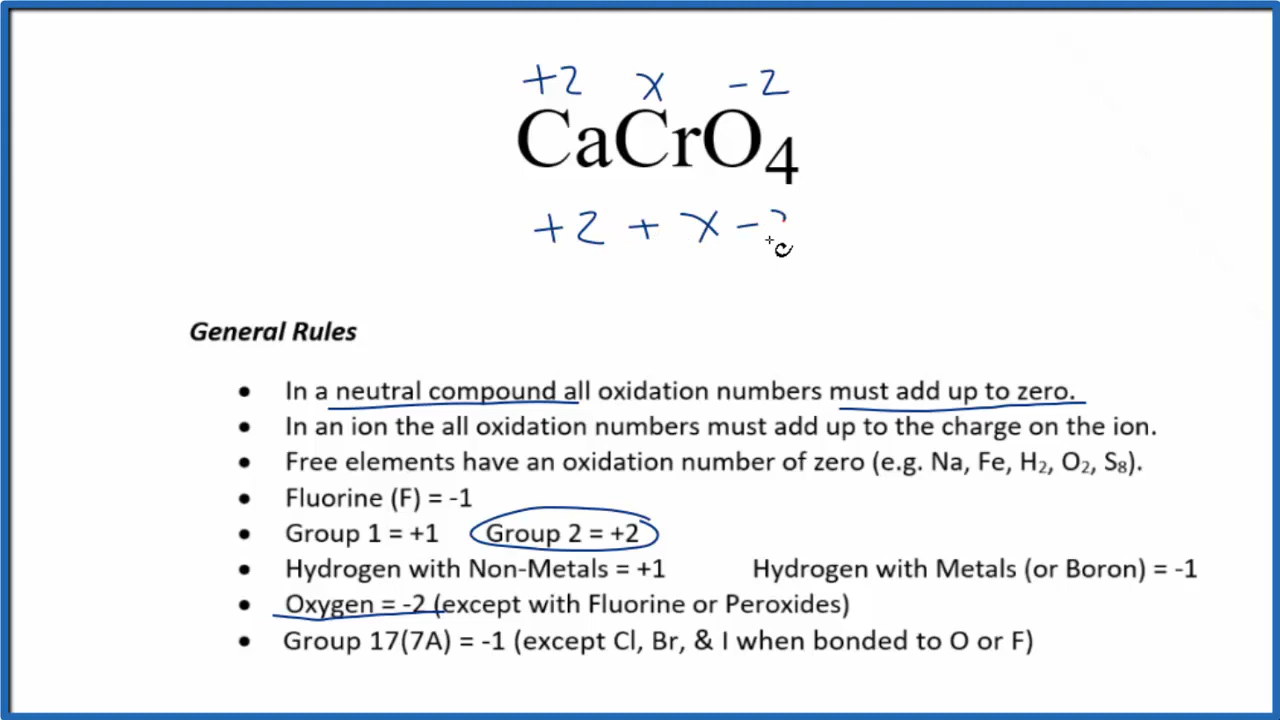 +2 x -2
CaCrO₄
+2 + x -
General Rules
• In a neutral compound all oxidation numbers must add up to zero.
• In an ion the all oxidation numbers must add up to the charge on the ion.
• Free elements have an oxidation number of zero (e.g. Na, Fe, H₂, O₂, S₈).
• Fluorine (F) = -1
• Group 1 = +1 Group 2 = +2
• Hydrogen with Non-Metals = +1 Hydrogen with Metals (or Boron) = -1
• Oxygen = -2 (except with Fluorine or Peroxides)
• Group 17(7A) = -1 (except Cl, Br, & I when bonded to O or F)